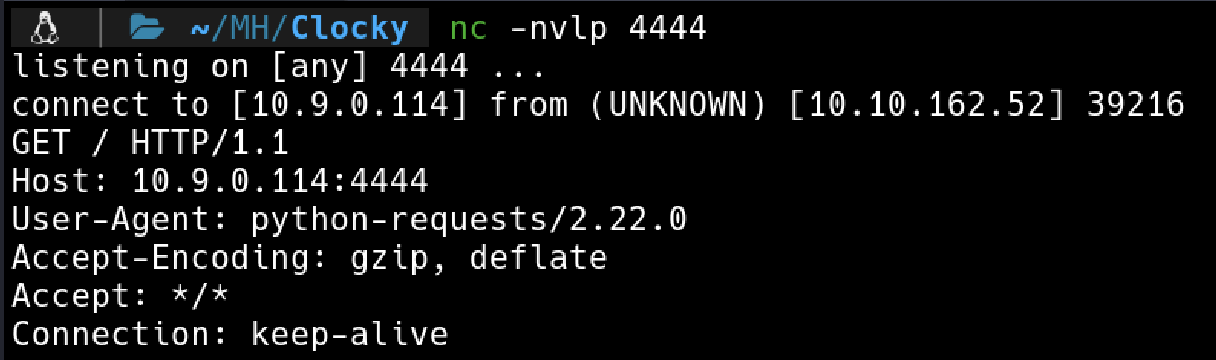 ~/MH/Clocky nc -nvlp 4444
listening on [any] 4444 ...
connect to [10.9.0.114] from (UNKNOWN) [10.10.162.52] 39216
GET / HTTP/1.1
Host: 10.9.0.114:4444
User-Agent: python-requests/2.22.0
Accept-Encoding: gzip, deflate
Accept: */*
Connection: keep-alive